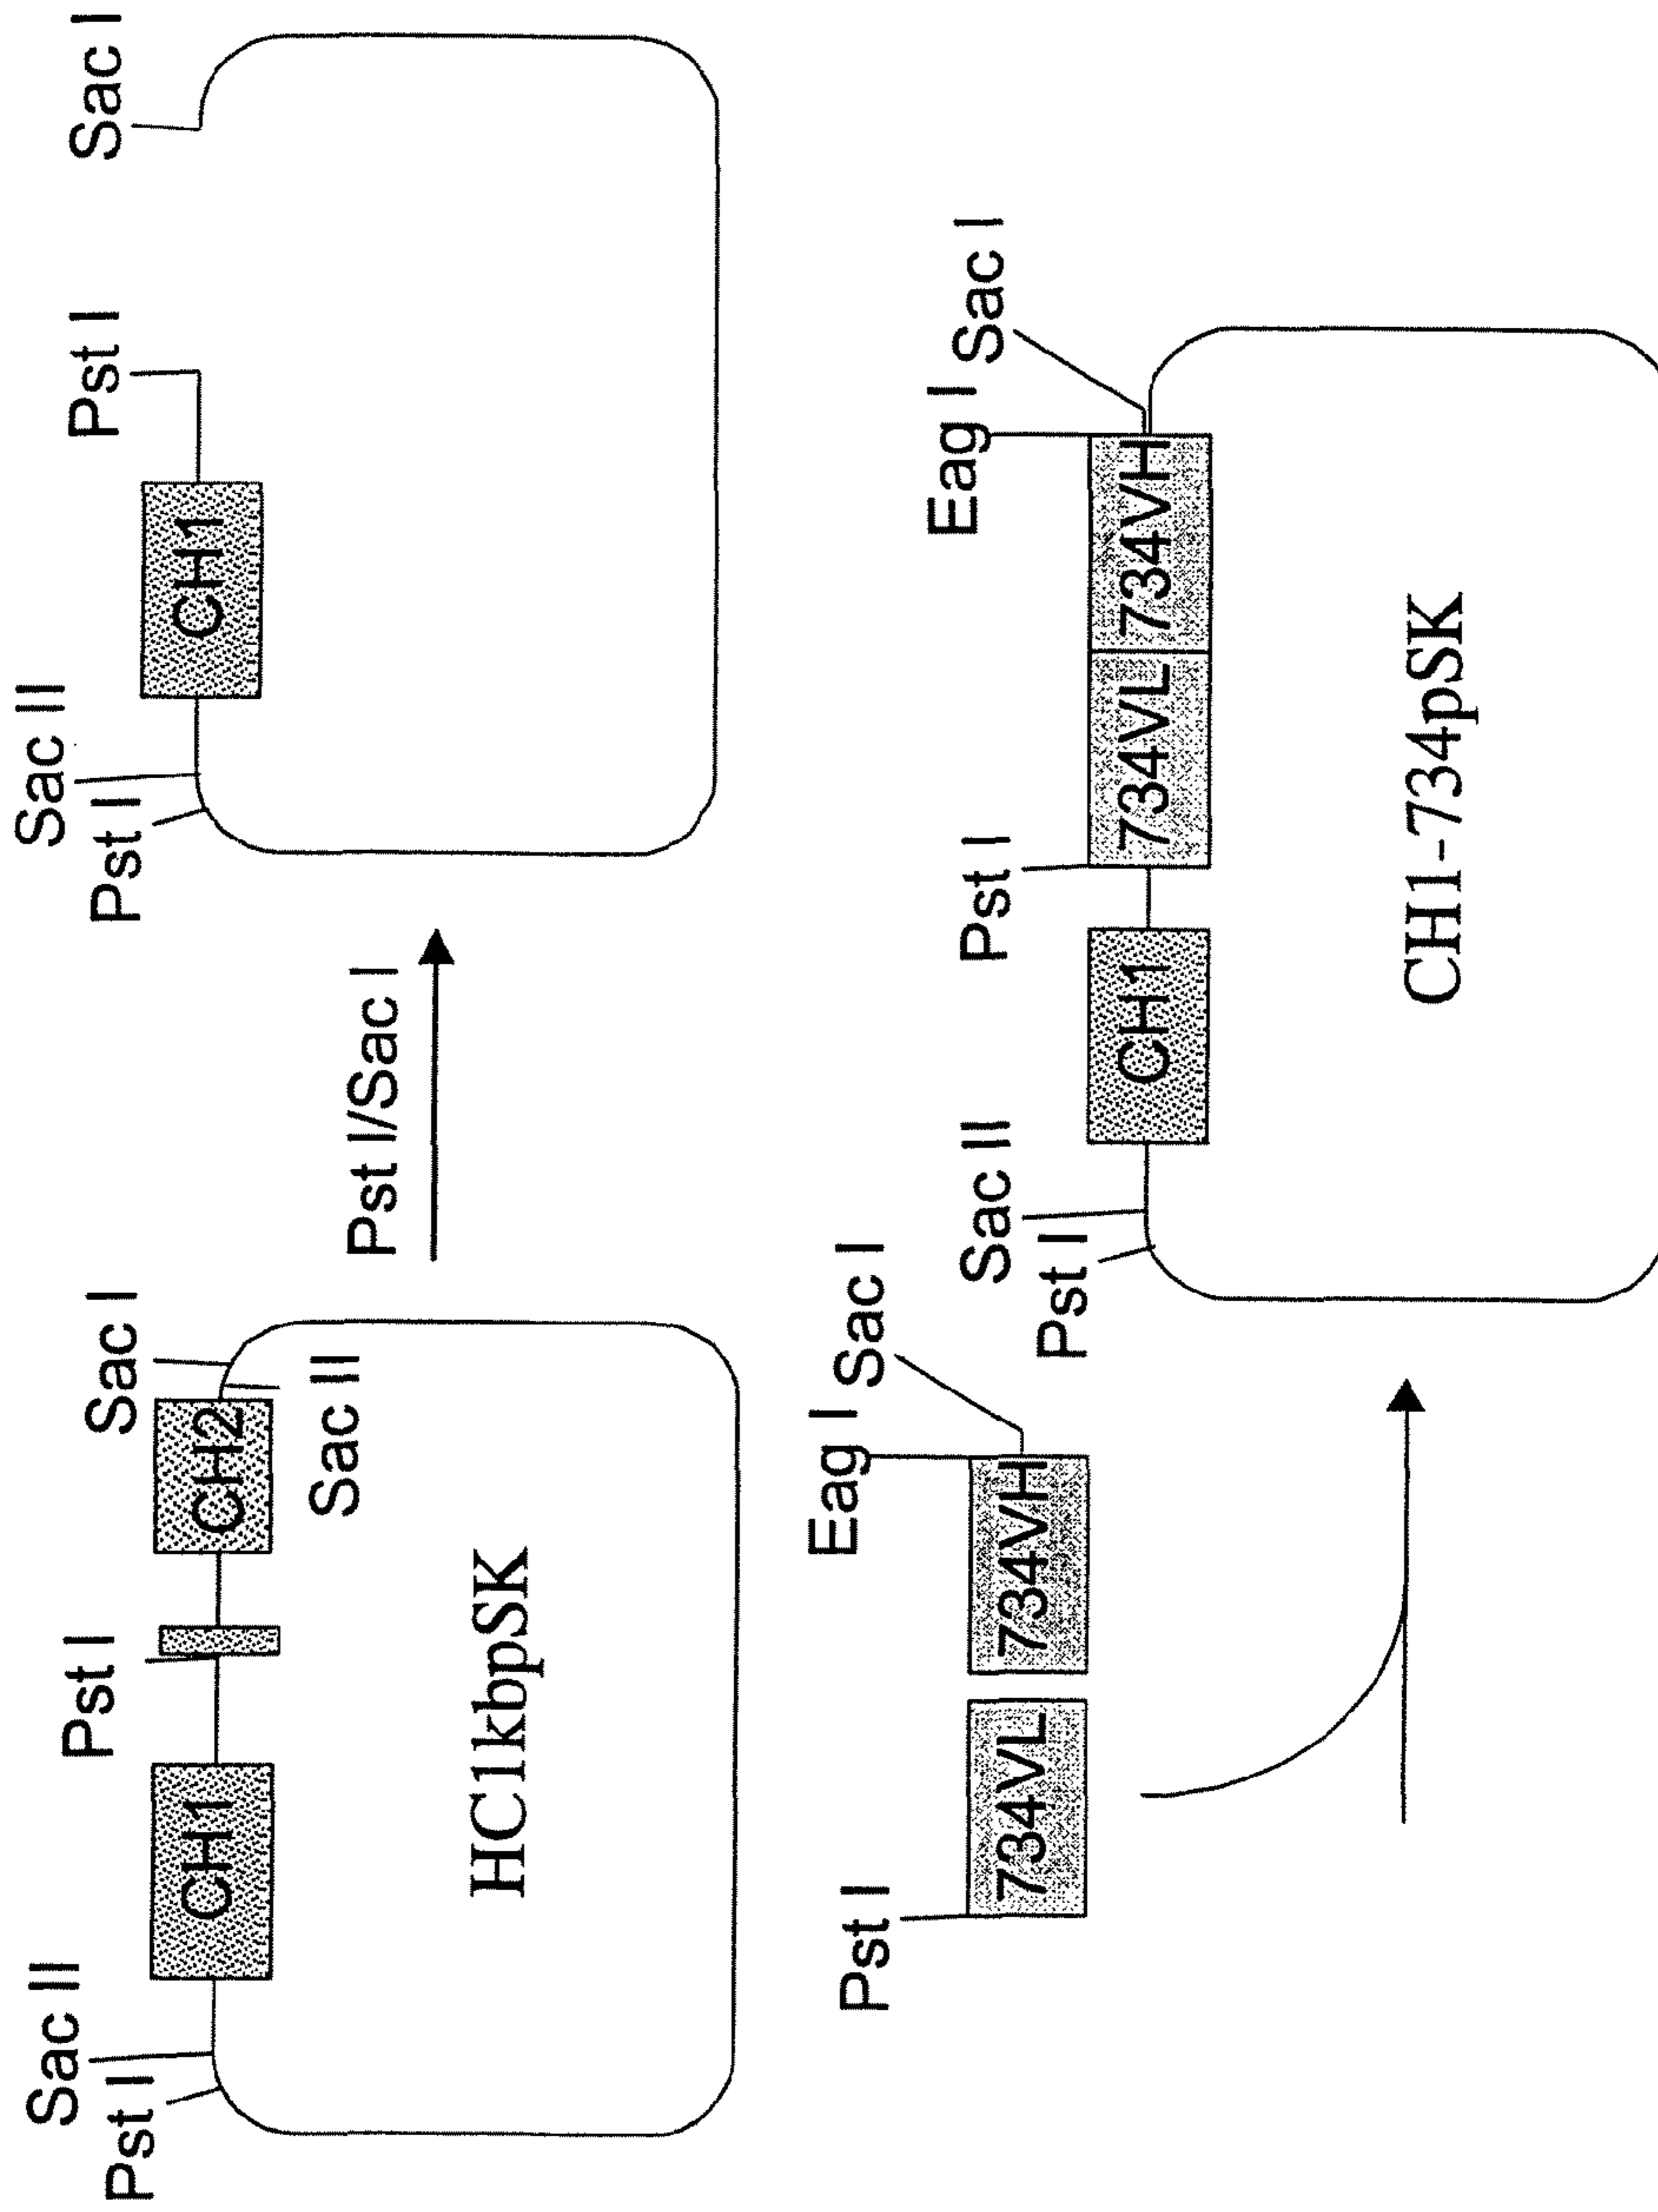 Sac II
Pst I
CH1
Pst I
CH2
Sac I
Sac II
HC1kbpSK
Pst I/Sac I
Sac II
Pst I
CH1
Pst I
Sac I
Pst I
734VL
734VH
Eag I
Sac I
Sac II
Pst I
CH1
Pst I
734VL
734VH
Eag I
Sac I
CH1-734pSK